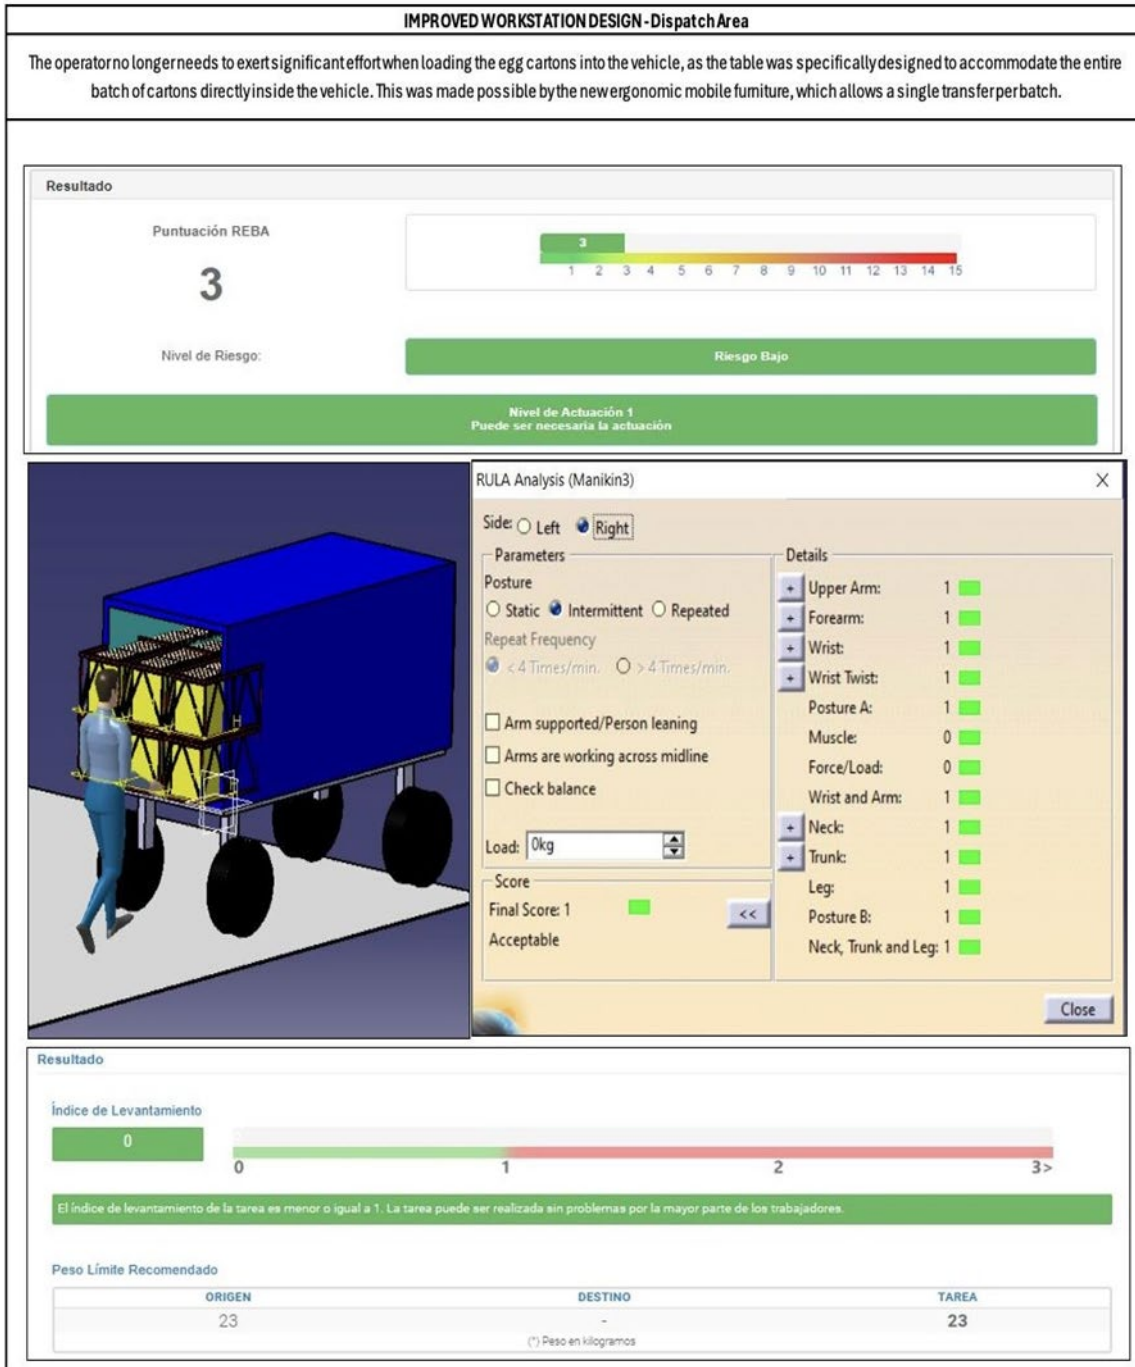 IMPROVED WORKSTATION DESIGN - Dispatch Area
The operator no longer needs to exert significant effort when loading the egg cartons into the vehicle, as the table was specifically designed to accommodate the entire
batch of cartons directly inside the vehicle. This was made possible by the new ergonomic mobile furniture, which allows a single transfer per batch.
Resultado
Puntuación REBA
3
3
1 2 3 4 5 6 7 8 9 10 11 12 13 14 15
Nivel de Riesgo:
Riesgo Bajo
Nivel de Actuación 1
Puede ser necesaria la actuación
RULA Analysis (Manikin3) X
Side: Left Right
Parameters
Posture
Static Intermittent Repeated
Repeat Frequency
< 4 Times/min. > 4 Times/min.
Arm supported/Person leaning
Arms are working across midline
Check balance
Load: 0kg
Score
Final Score: 1
<<
Acceptable
Details
+ Upper Arm: 1
+ Forearm: 1
+ Wrist: 1
+ Wrist Twist: 1
Posture A: 1
Muscle: 0
Force/Load: 0
Wrist and Arm: 1
+ Neck: 1
+ Trunk: 1
Leg: 1
Posture B: 1
Neck, Trunk and Leg: 1
Close
Resultado
Índice de Levantamiento
0
0 1 2 3>
El índice de levantamiento de la tarea es menor o igual a 1. La tarea puede ser realizada sin problemas por la mayor parte de los trabajadores.
Peso Límite Recomendado
ORIGEN DESTINO TAREA
23 - 23
(*) Peso en kilogramos